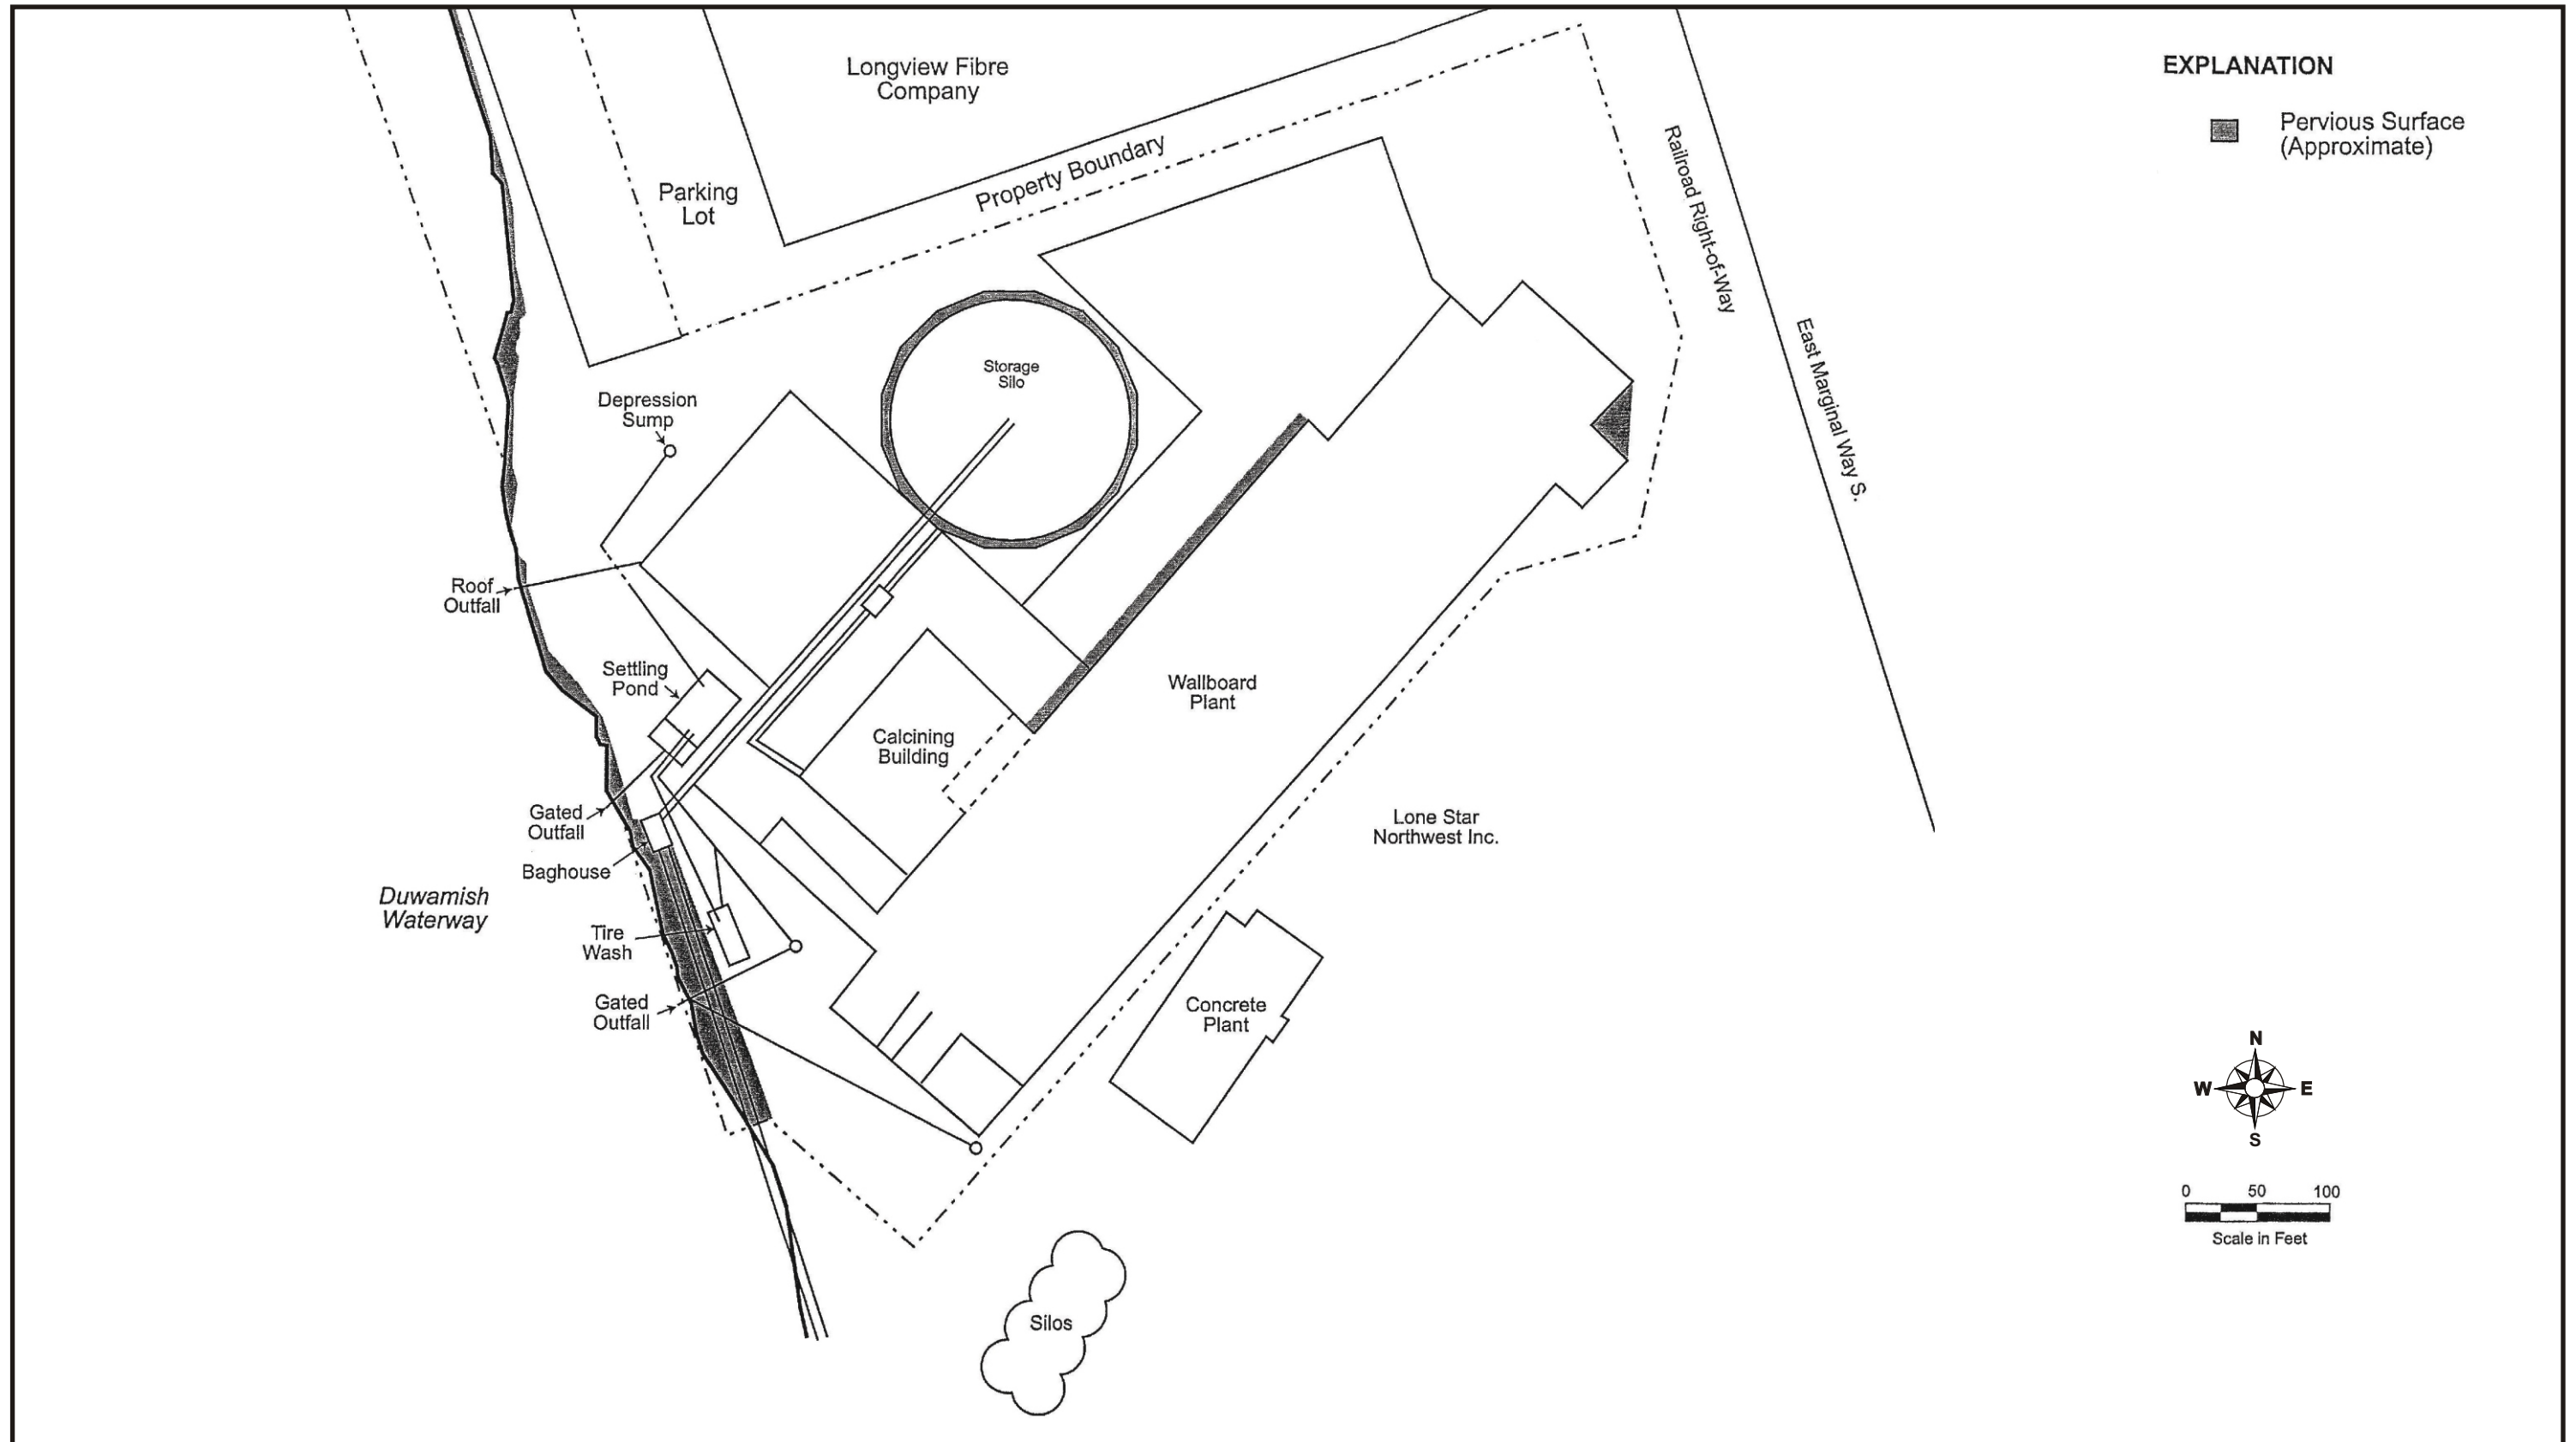 EXPLANATION
Pervious Surface
(Approximate)
Longview Fibre
Company
Property Boundary
Parking
Lot
Railroad Right-of-Way
East Marginal Way S.
Storage
Silo
Depression
Sump
Roof
Outfall
Settling
Pond
Calcining
Building
Wallboard
Plant
Gated
Outfall
Baghouse
Lone Star
Northwest Inc.
Duwamish
Waterway
Tire
Wash
Gated
Outfall
Concrete
Plant
Silos
N
W E
S
0 50 100
Scale in Feet